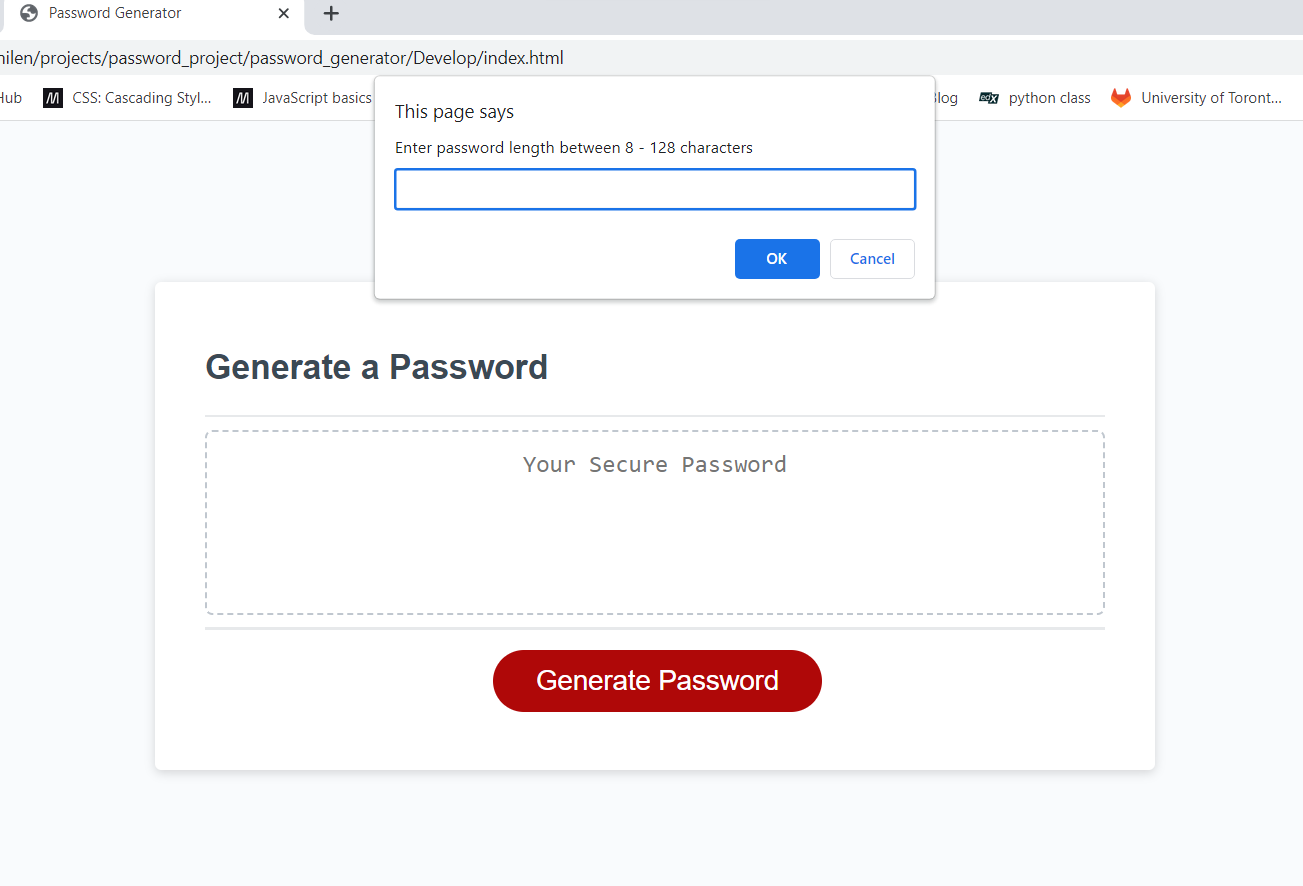 Password Generator
nilen/projects/password_project/password_generator/Develop/index.html
Hub CSS: Cascading Styl... JavaScript basics Blog python class University of Toront...
This page says
Enter password length between 8 - 128 characters
OK Cancel
Generate a Password
Your Secure Password
Generate Password